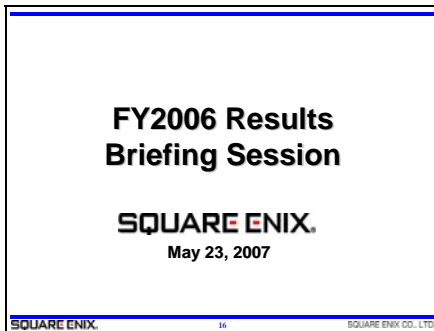 FY2006 Results
Briefing Session
SQUARE ENIX.
May 23, 2007
SQUARE ENIX.
16
SQUARE ENIX CO., LTD